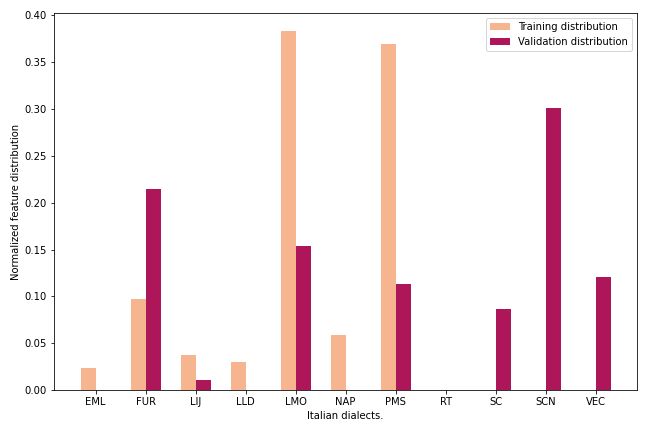 Training distribution
Validation distribution
0.40
0.35
0.30
0.25
0.20
0.15
0.10
0.05
0.00
Normalized feature distribution
EML FUR LIJ LLD LMO NAP PMS RT SC SCN VEC
Italian dialects.